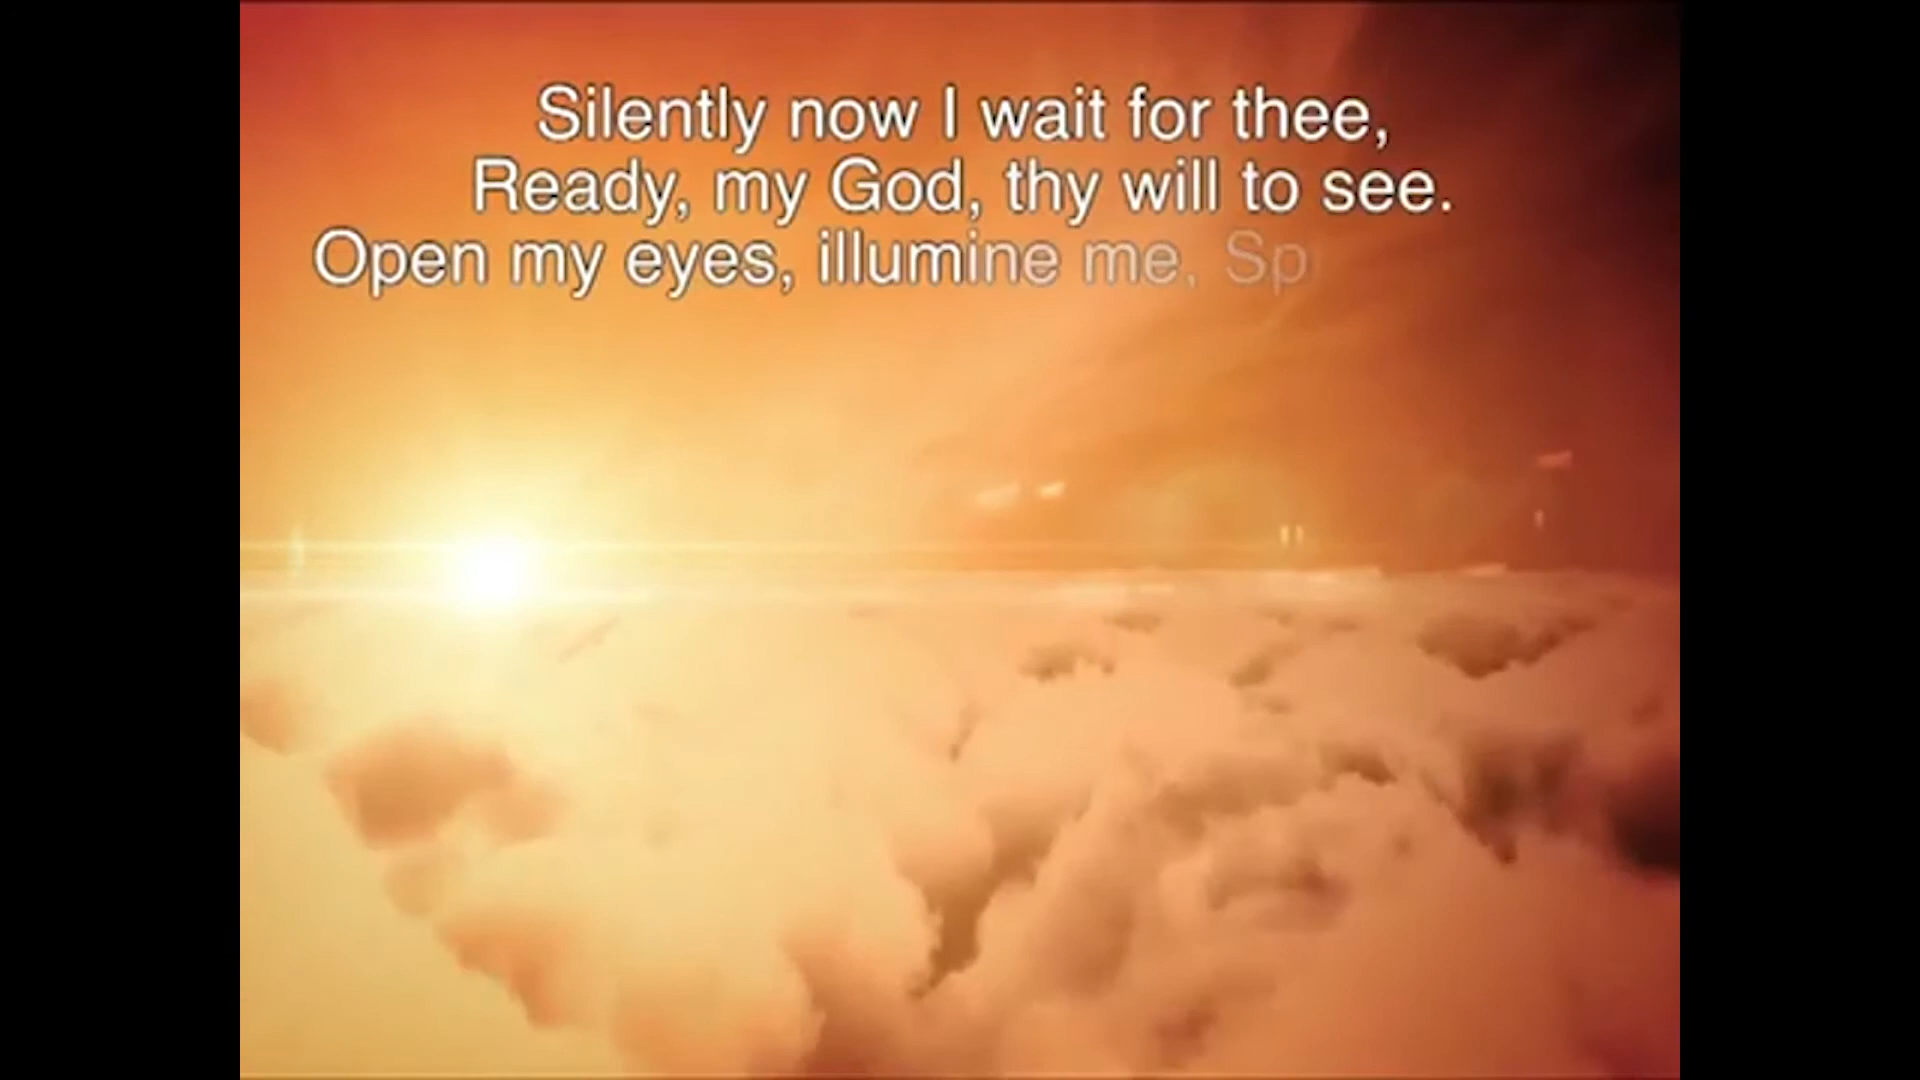 Silently now I wait for thee,
Ready, my God, thy will to see.
Open my eyes, illumine me,